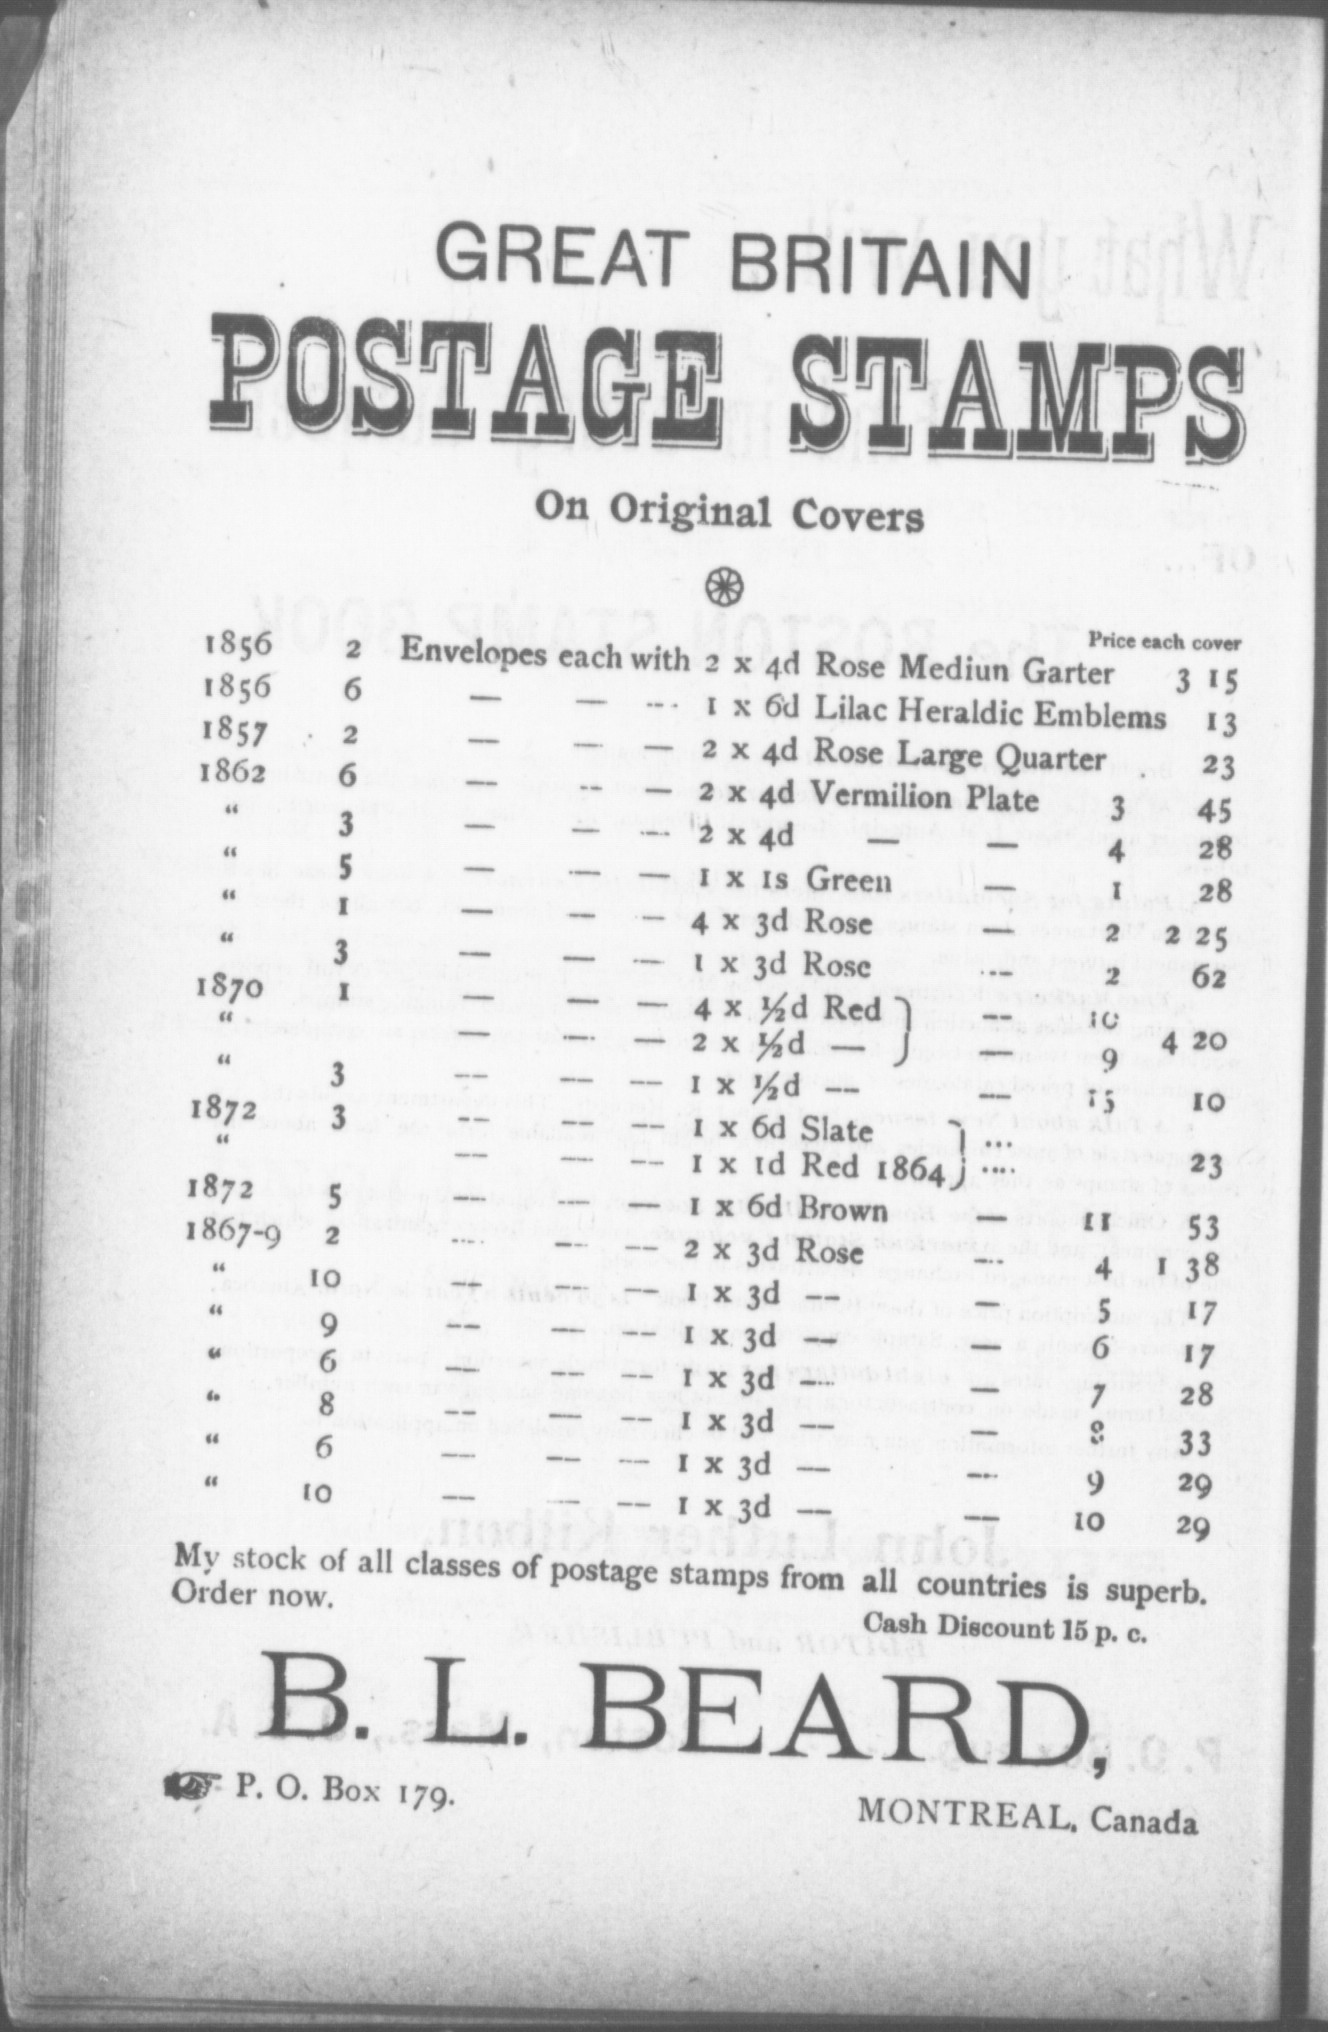 GREAT BRITAIN
POSTAGE STAMPS
On Original Covers
Price each cover
1856 2 Envelopes each with 2 x 4d Rose Mediun Garter 3 15
1856 6 — — --- 1 x 6d Lilac Heraldic Emblems 13
1857 2 — — — 2 x 4d Rose Large Quarter 23
1862 6 — -- — 2 x 4d Vermilion Plate 3 45
“ 3 — — --- 2 x 4d — — 4 28
“ 5 — — — 1 x 1s Green — 1 28
“ 1 — — — 4 x 3d Rose — 2 2 25
“ 3 — — — 1 x 3d Rose --- 2 62
1870 1 — — — 4 x ½d Red } — 10
“ — — — 2 x ½d — } — 9 4 20
“ 3 — — — 1 x ½d — — 15 10
1872 3 — — — 1 x 6d Slate } ...
“ — — — 1 x 1d Red 1864 } .... 23
1872 5 — — — 1 x 6d Brown — 11 53
1867-9 2 — — — 2 x 3d Rose --- 4 1 38
“ 10 — — — 1 x 3d — — 5 17
“ 9 — — — 1 x 3d — — 6 17
“ 6 — — — 1 x 3d — — 7 28
“ 8 — — — 1 x 3d — — 8 33
“ 6 — — — 1 x 3d — — 9 29
“ 10 — — — 1 x 3d — — 10 29
My stock of all classes of postage stamps from all countries is superb.
Order now.
Cash Discount 15 p. c.
B. L. BEARD,
☞ P. O. Box 179.
MONTREAL, Canada